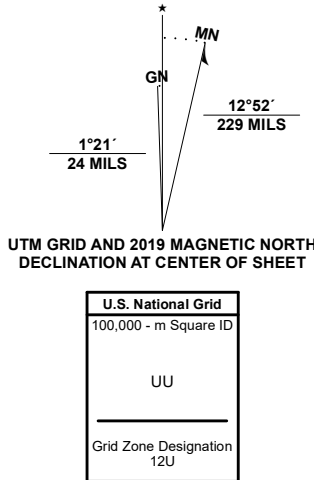 ★
MN
GN
12°52´
229 MILS
1°21´
24 MILS
UTM GRID AND 2019 MAGNETIC NORTH
DECLINATION AT CENTER OF SHEET
U.S. National Grid
100,000 - m Square ID
UU
Grid Zone Designation
12U